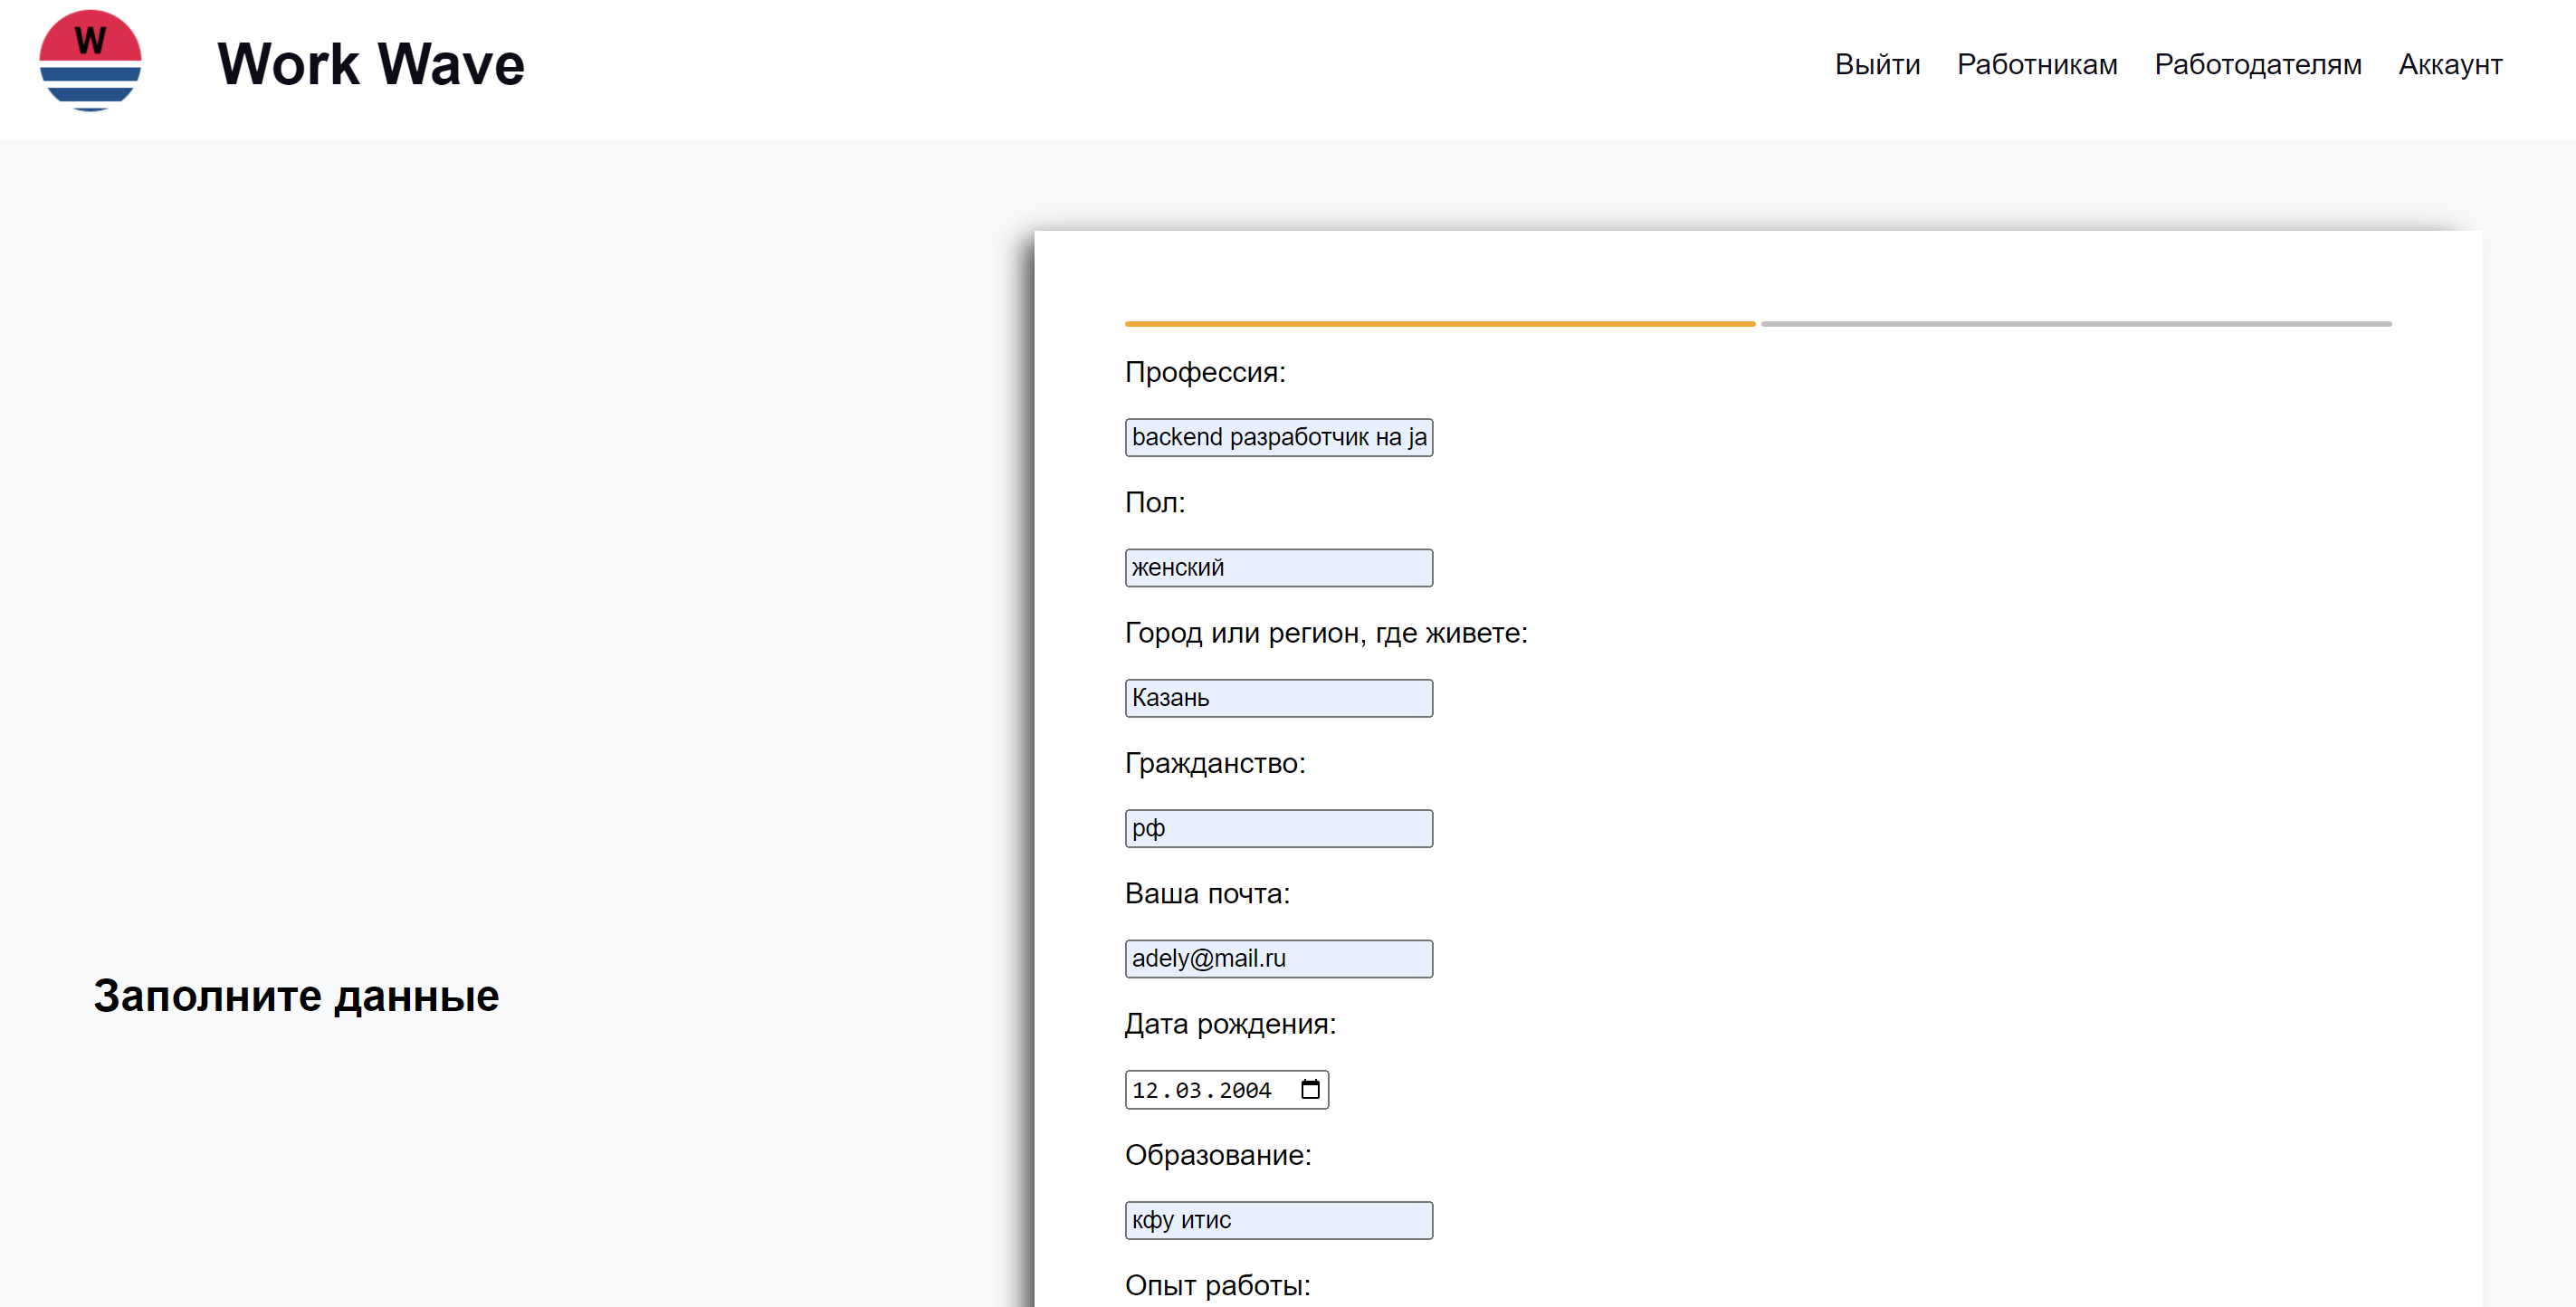 W
Work Wave
Выйти Работникам Работодателям Аккаунт
Заполните данные
Профессия:
backend разработчик на ja
Пол:
женский
Город или регион, где живете:
Казань
Гражданство:
рф
Ваша почта:
adely@mail.ru
Дата рождения:
12.03.2004
Образование:
кфу итис
Опыт работы: